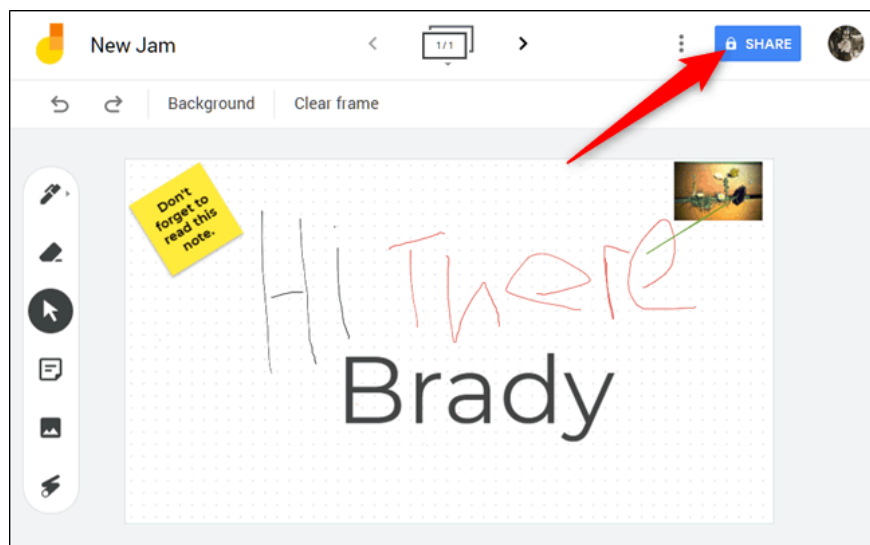 New Jam
1/1
SHARE
Background
Clear frame
Don't
forget to
read this
note.
Hi There
Brady